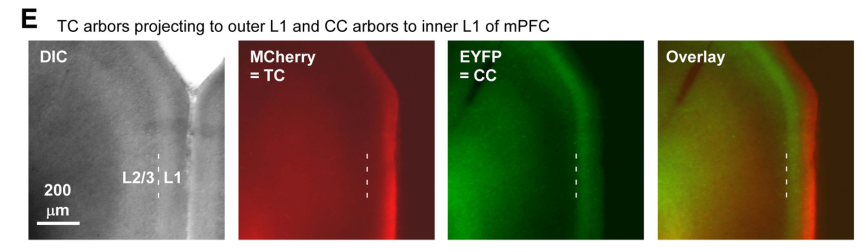 E
TC arbors projecting to outer L1 and CC arbors to inner L1 of mPFC
DIC
L2/3 L1
200
μm
MCherry
= TC
EYFP
= CC
Overlay